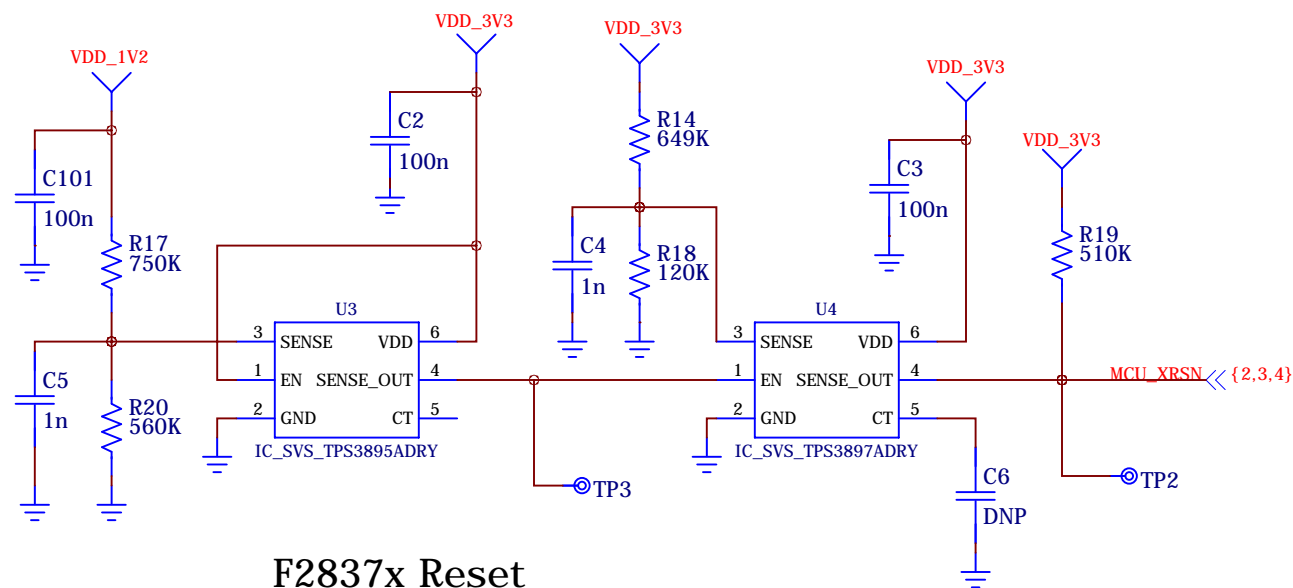 VDD_1V2
VDD_3V3
VDD_3V3
VDD_3V3
VDD_3V3
C101
100n
C2
100n
R14
649K
C3
100n
R17
750K
C4
1n
R18
120K
R19
510K
U3
3 SENSE VDD 6
1 EN SENSE_OUT 4
2 GND CT 5
IC_SVS_TPS3895ADRY
U4
3 SENSE VDD 6
1 EN SENSE_OUT 4
2 GND CT 5
IC_SVS_TPS3897ADRY
MCU_XRSN {2,3,4}
C5
1n
R20
560K
TP3
C6
DNP
TP2
F2837x Reset